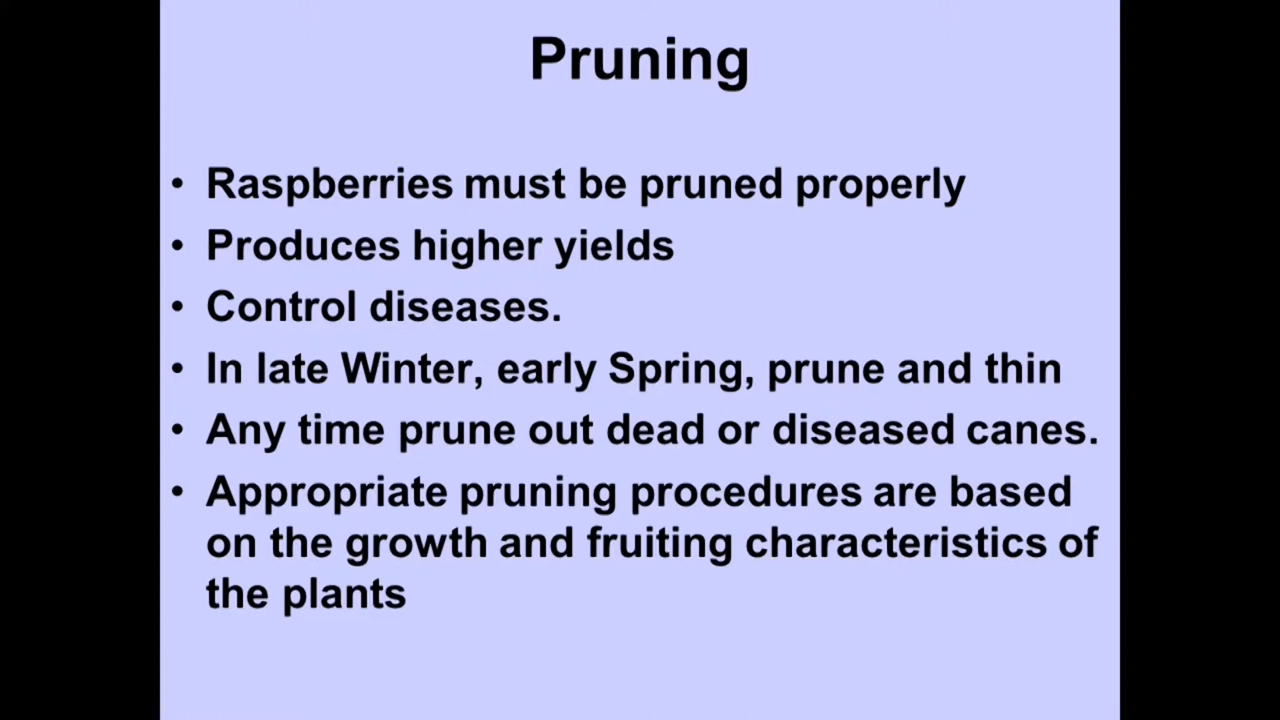 Pruning
• Raspberries must be pruned properly
• Produces higher yields
• Control diseases.
• In late Winter, early Spring, prune and thin
• Any time prune out dead or diseased canes.
• Appropriate pruning procedures are based
on the growth and fruiting characteristics of
the plants